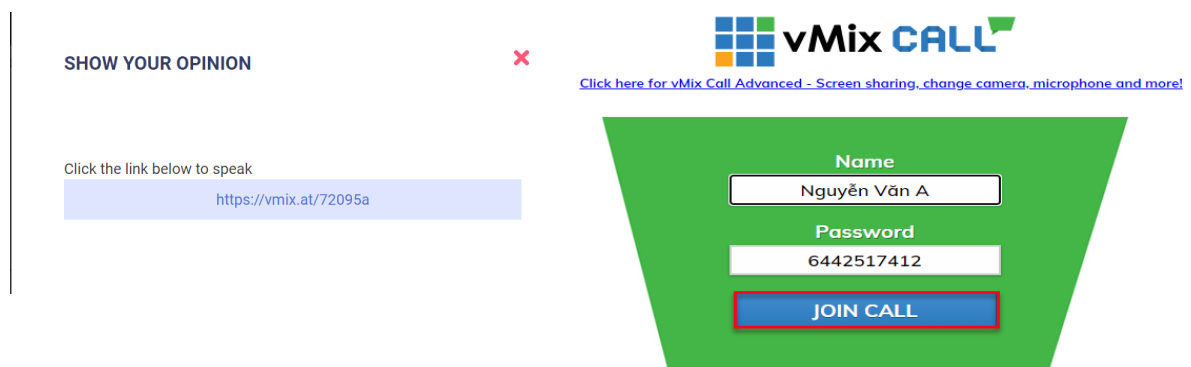 SHOW YOUR OPINION
Click the link below to speak
https://vmix.at/72095a
vMix CALL
Click here for vMix Call Advanced - Screen sharing, change camera, microphone and more!
Name
Nguyễn Văn A
Password
6442517412
JOIN CALL